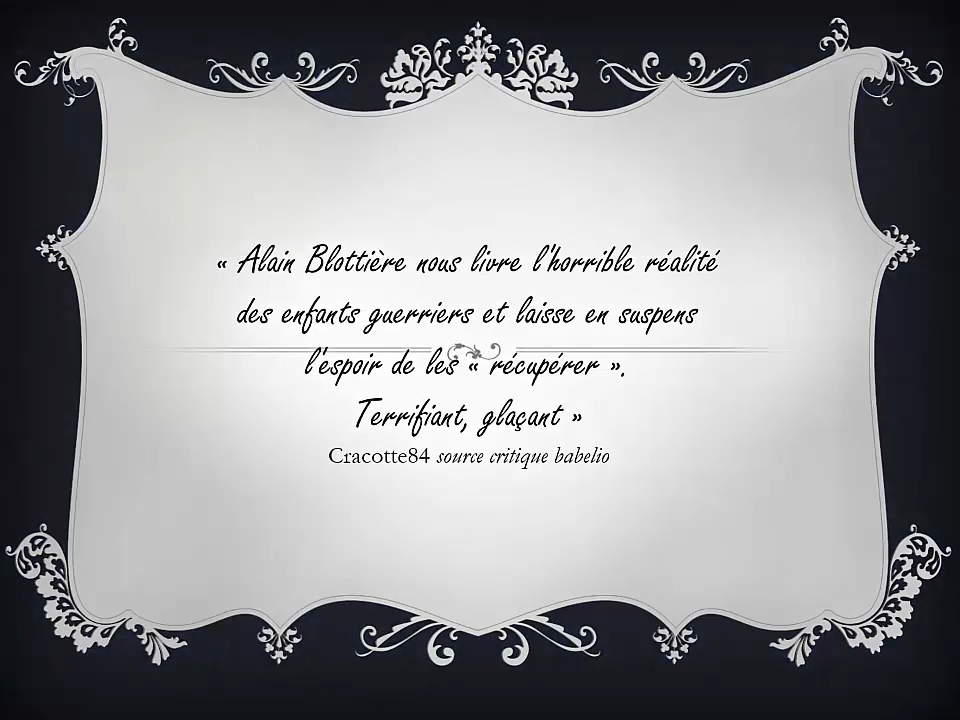 « Alain Blottière nous livre l'horrible réalité
des enfants guerriers et laisse en suspens
l'espoir de les « récupérer ».
Terrifiant, glaçant »
Cracotte84 source critique babelio